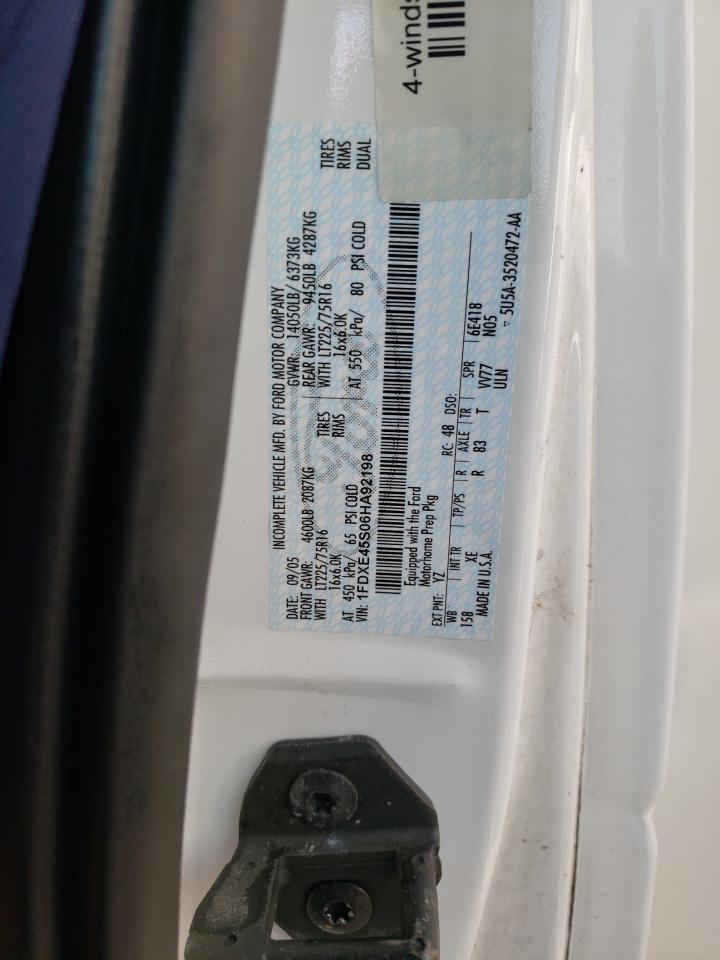 4-winds
INCOMPLETE VEHICLE MFD. BY FORD MOTOR COMPANY
DATE: 09/05 GVWR: 14050LB/ 6373KG
FRONT GAWR: 4600LB 2087KG REAR GAWR: 9450LB 4287KG
WITH LT225/75R16 TIRES WITH LT225/75R16 TIRES
16x6.0K RIMS 16x6.0K RIMS
AT 450 kPa/ 65 PSI COLD AT 550 kPa/ 80 PSI COLD DUAL
VIN: 1FDXE45S06HA92198
Equipped with the Ford
Motorhome Prep Pkg
EXT PNT: YZ RC: 48 DSO:
WB INT TR TP/PS R AXLE TR SPR 6E418
158 XE R 83 T VV77 N05
MADE IN U.S.A. ULN
▽ 5U5A-3520472-AA